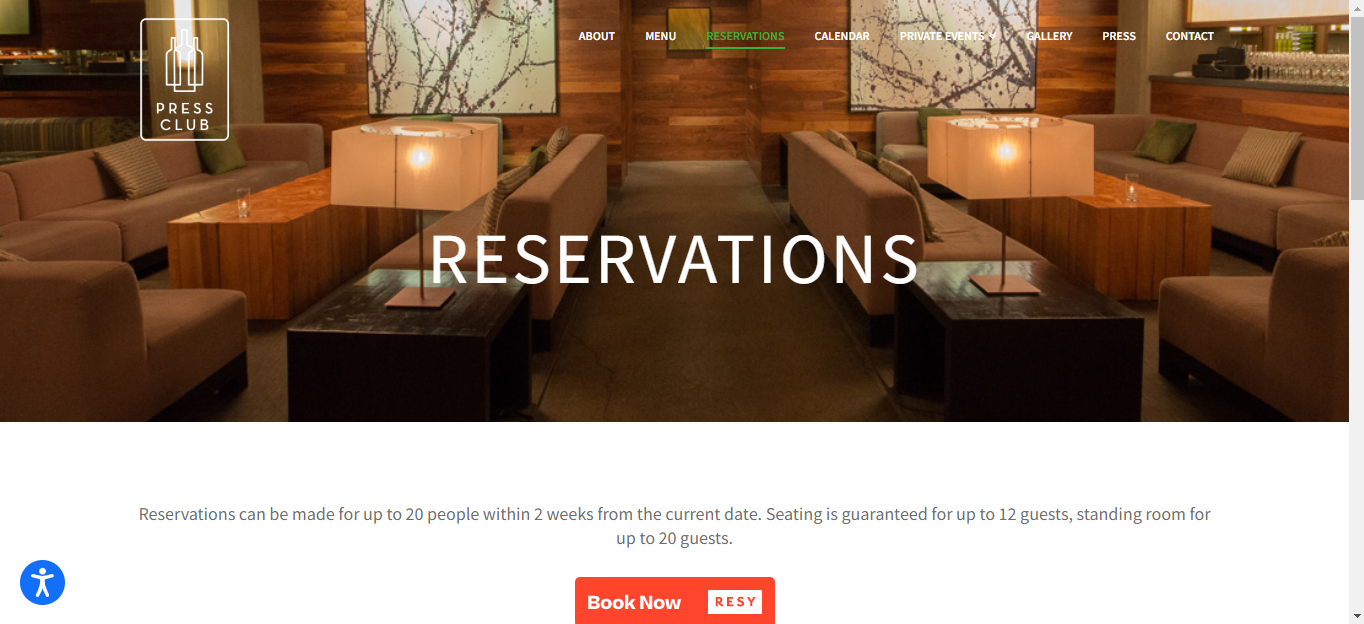 PRESS
CLUB
ABOUT MENU RESERVATIONS CALENDAR PRIVATE EVENTS GALLERY PRESS CONTACT
RESERVATIONS
Reservations can be made for up to 20 people within 2 weeks from the current date. Seating is guaranteed for up to 12 guests, standing room for
up to 20 guests.
Book Now RESY